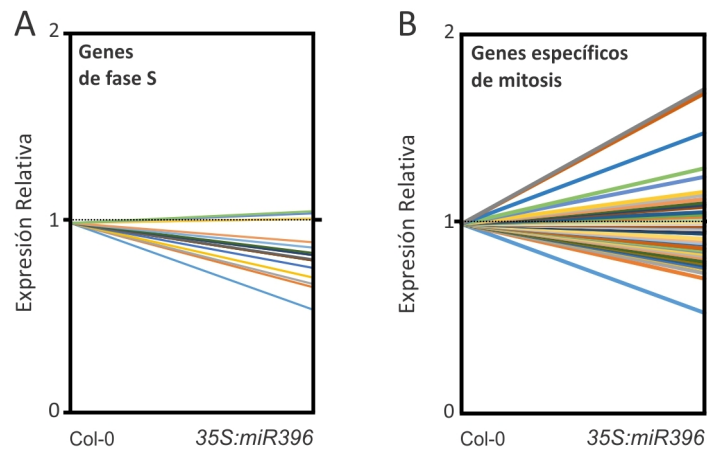 A
2
Genes
de fase S
Expresión Relativa
1
0
Col-0
35S:miR396
B
2
Genes específicos
de mitosis
Expresión Relativa
1
0
Col-0
35S:miR396